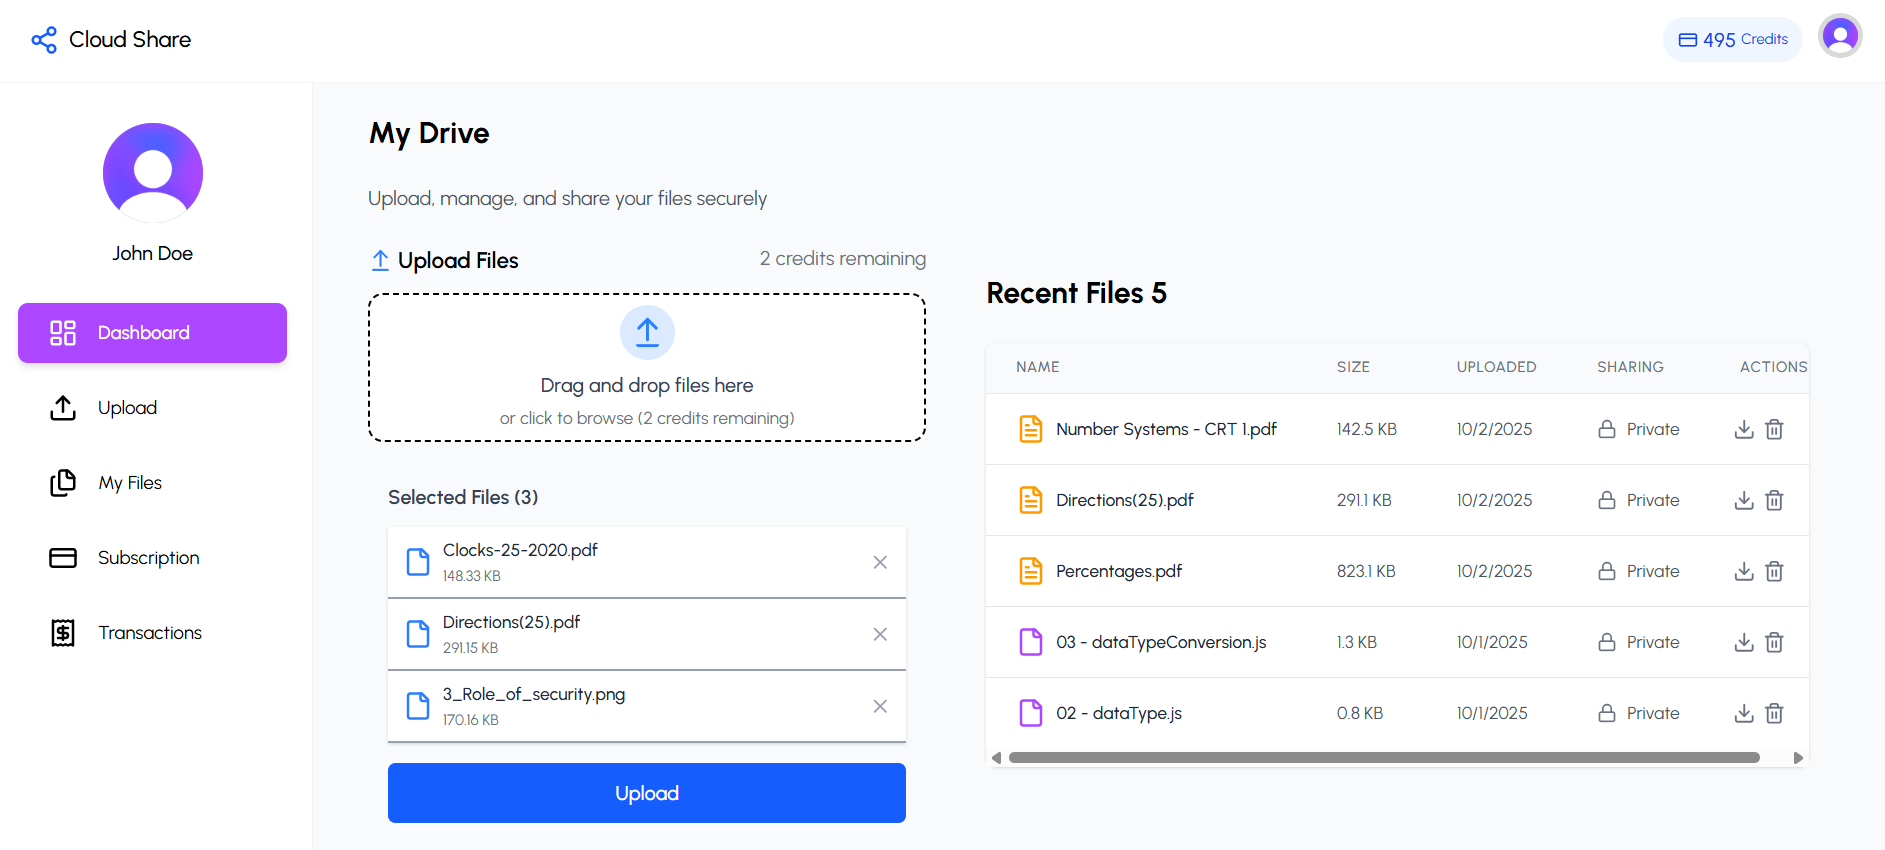 Cloud Share
495 Credits
John Doe
Dashboard
Upload
My Files
Subscription
Transactions
My Drive
Upload, manage, and share your files securely
Upload Files
2 credits remaining
Drag and drop files here
or click to browse (2 credits remaining)
Selected Files (3)
Clocks-25-2020.pdf
148.33 KB
Directions(25).pdf
291.15 KB
3_Role_of_security.png
170.16 KB
Upload
Recent Files 5
NAME SIZE UPLOADED SHARING ACTIONS
Number Systems - CRT 1.pdf 142.5 KB 10/2/2025 Private
Directions(25).pdf 291.1 KB 10/2/2025 Private
Percentages.pdf 823.1 KB 10/2/2025 Private
03 - dataTypeConversion.js 1.3 KB 10/1/2025 Private
02 - dataType.js 0.8 KB 10/1/2025 Private